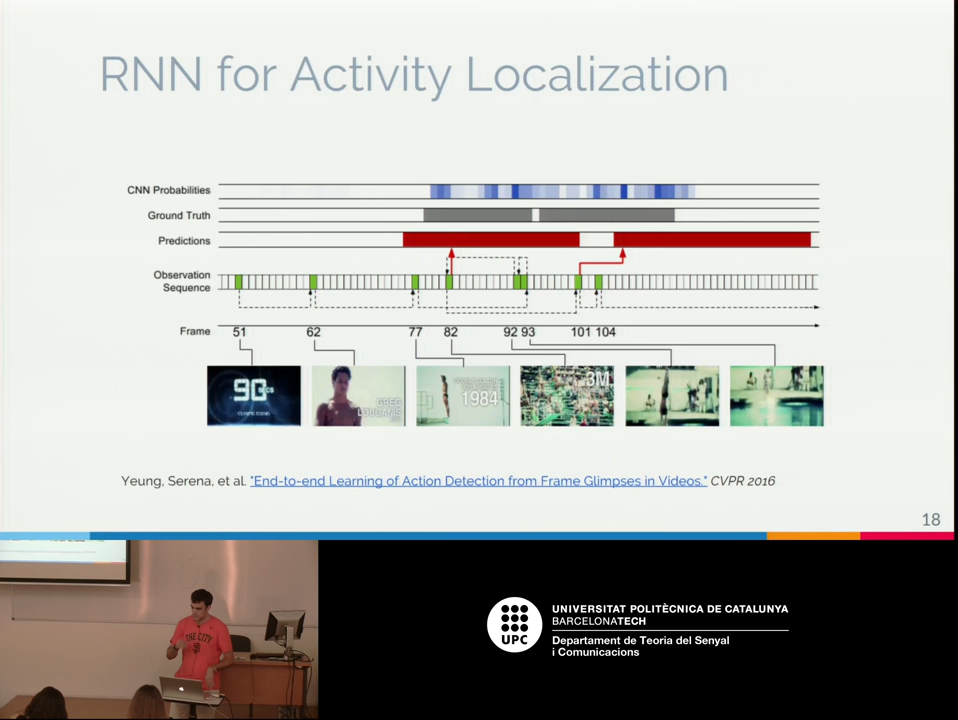 RNN for Activity Localization
CNN Probabilities
Ground Truth
Predictions
Observation
Sequence
Frame
51 62 77 82 92 93 101 104
90
GREG
LOUGANIS
1984
3M
Yeung, Serena, et al. "End-to-end Learning of Action Detection from Frame Glimpses in Videos." CVPR 2016
18
THE CITY
UPC
UNIVERSITAT POLITÈCNICA DE CATALUNYA
BARCELONATECH
Departament de Teoria del Senyal
i Comunicacions